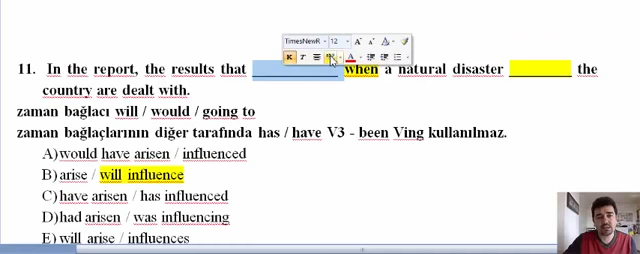 TimesNewR 12
11. In the report, the results that ____________ when a natural disaster _________ the
country are dealt with.
zaman bağlacı will / would / going to
zaman bağlaçlarının diğer tarafında has / have V3 - been Ving kullanılmaz.
A) would have arisen / influenced
B) arise / will influence
C) have arisen / has influenced
D) had arisen / was influencing
E) will arise / influences